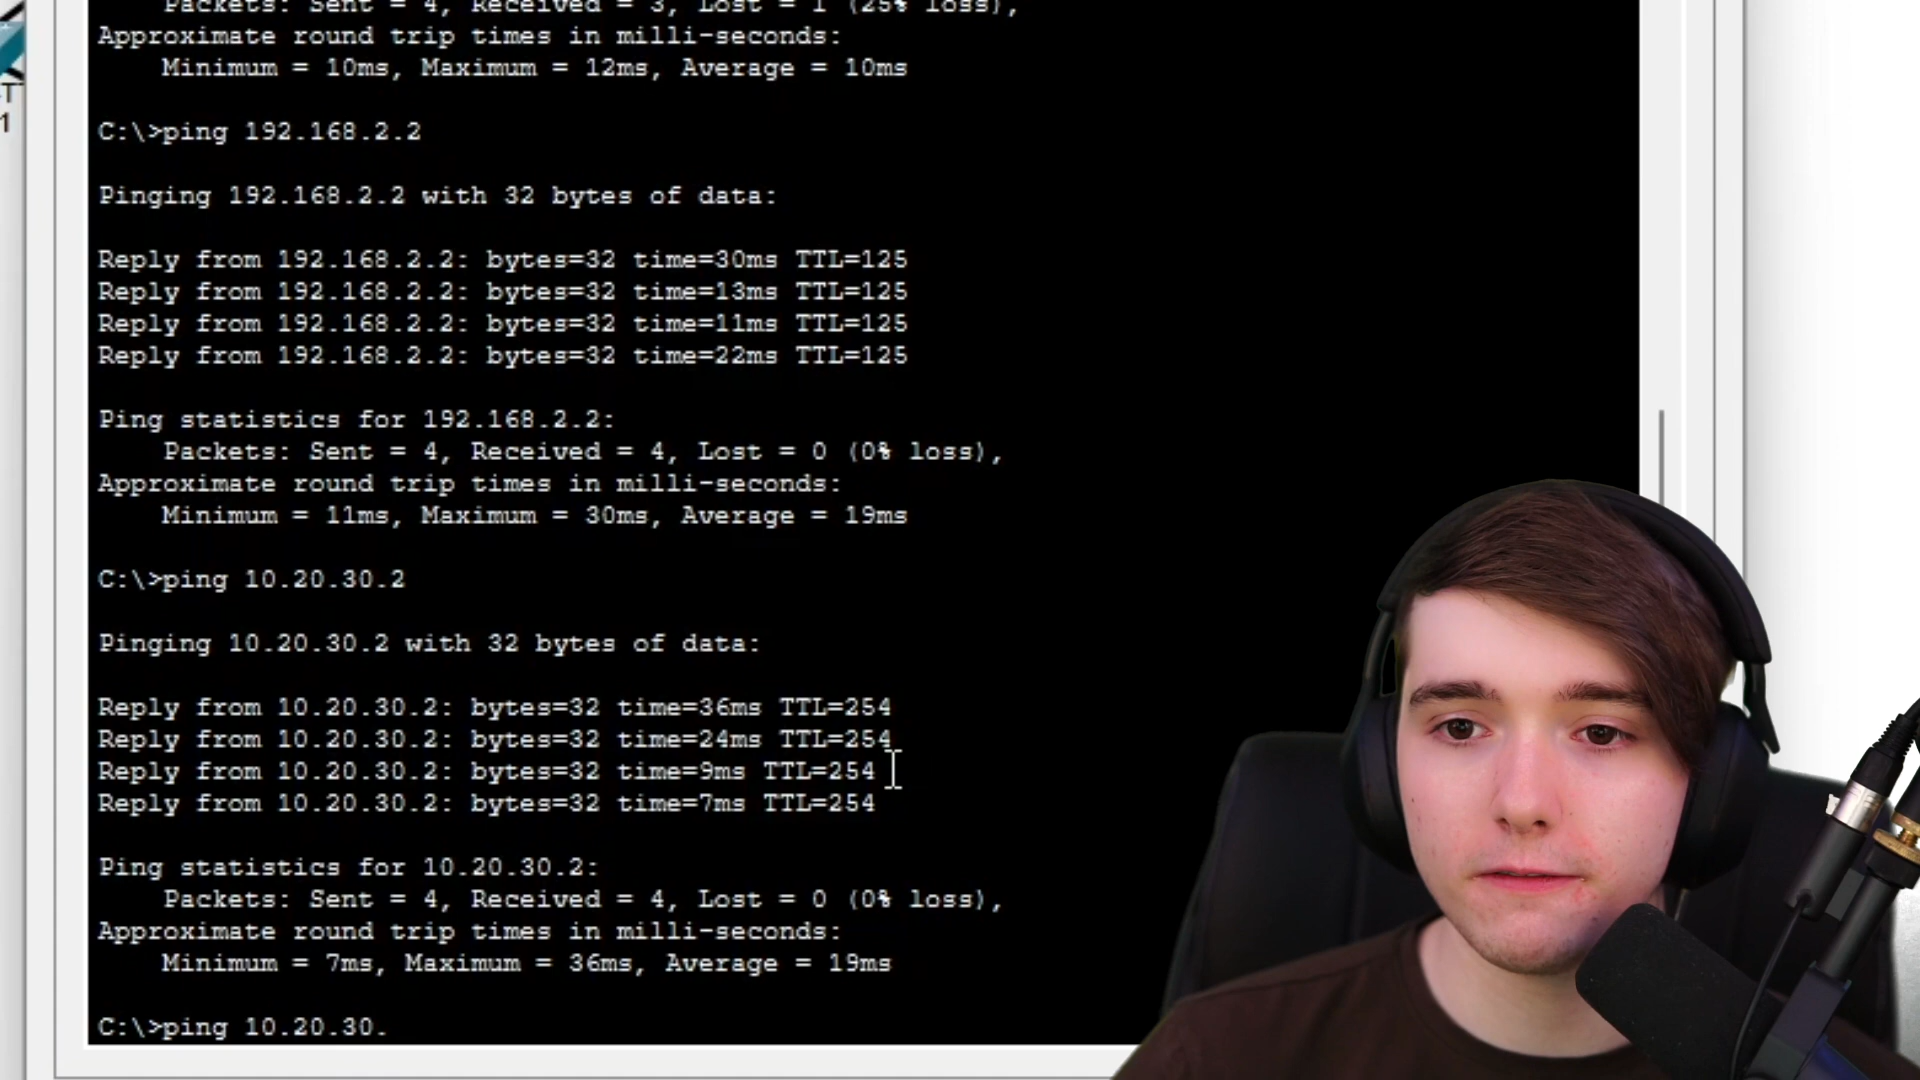 T
1
Packets: Sent = 4, Received = 3, Lost = 1 (25% loss),
Approximate round trip times in milli-seconds:
Minimum = 10ms, Maximum = 12ms, Average = 10ms
C:\>ping 192.168.2.2
Pinging 192.168.2.2 with 32 bytes of data:
Reply from 192.168.2.2: bytes=32 time=30ms TTL=125
Reply from 192.168.2.2: bytes=32 time=13ms TTL=125
Reply from 192.168.2.2: bytes=32 time=11ms TTL=125
Reply from 192.168.2.2: bytes=32 time=22ms TTL=125
Ping statistics for 192.168.2.2:
Packets: Sent = 4, Received = 4, Lost = 0 (0% loss),
Approximate round trip times in milli-seconds:
Minimum = 11ms, Maximum = 30ms, Average = 19ms
C:\>ping 10.20.30.2
Pinging 10.20.30.2 with 32 bytes of data:
Reply from 10.20.30.2: bytes=32 time=36ms TTL=254
Reply from 10.20.30.2: bytes=32 time=24ms TTL=254
Reply from 10.20.30.2: bytes=32 time=9ms TTL=254
Reply from 10.20.30.2: bytes=32 time=7ms TTL=254
Ping statistics for 10.20.30.2:
Packets: Sent = 4, Received = 4, Lost = 0 (0% loss),
Approximate round trip times in milli-seconds:
Minimum = 7ms, Maximum = 36ms, Average = 19ms
C:\>ping 10.20.30.